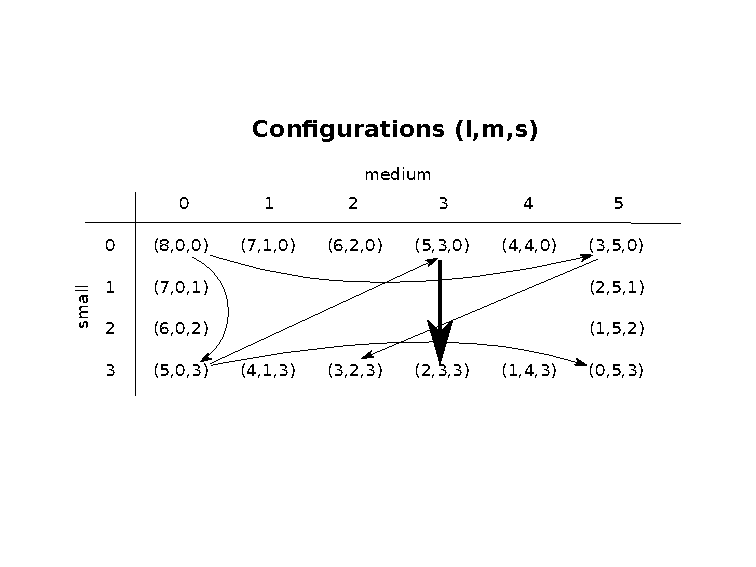 Configurations (l,m,s)
medium
0 1 2 3 4 5
0 (8,0,0) (7,1,0) (6,2,0) (5,3,0) (4,4,0) (3,5,0)
small
1 (7,0,1) (2,5,1)
2 (6,0,2) (1,5,2)
3 (5,0,3) (4,1,3) (3,2,3) (2,3,3) (1,4,3) (0,5,3)